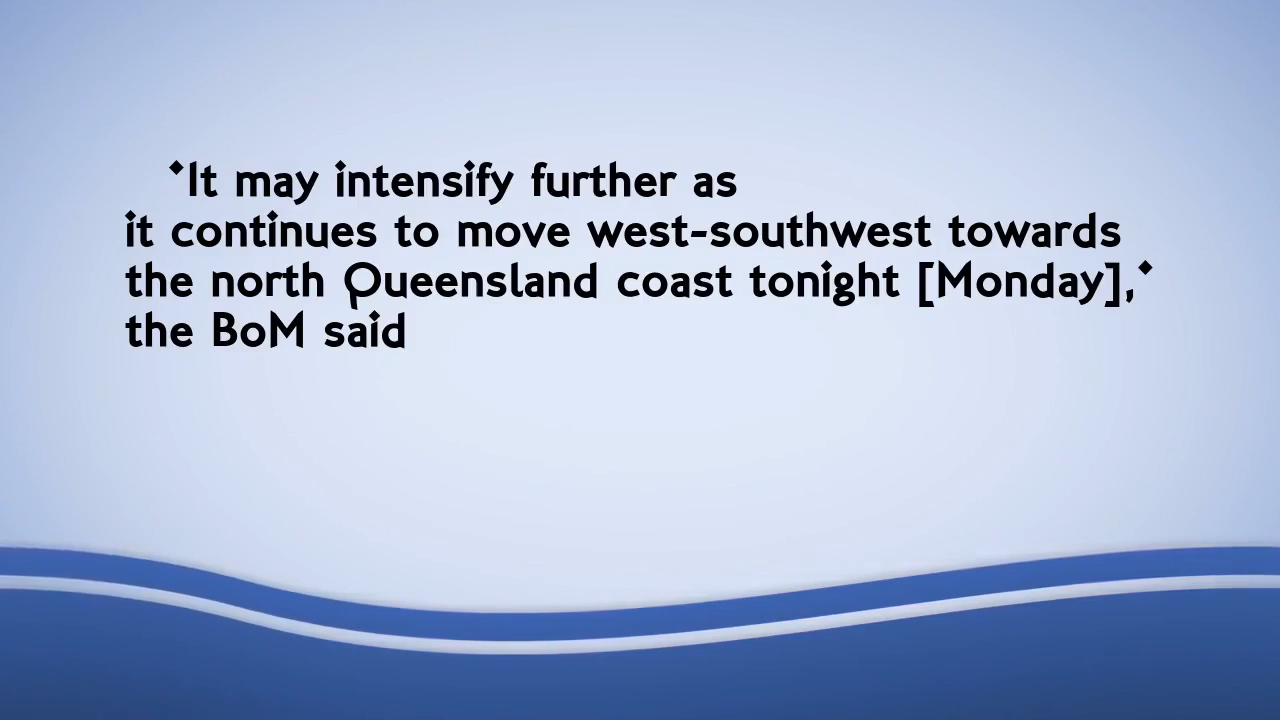 'It may intensify further as
it continues to move west-southwest towards
the north Queensland coast tonight [Monday],'
the BoM said